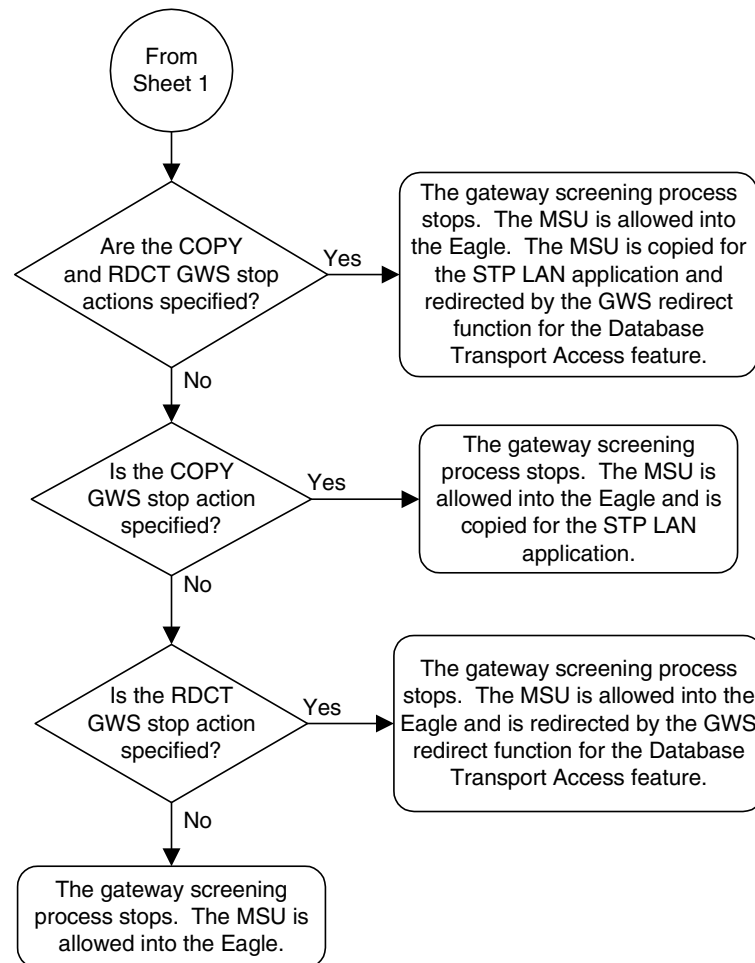 From
Sheet 1
Are the COPY
and RDCT GWS stop
actions specified?
Yes
The gateway screening process
stops.  The MSU is allowed into
the Eagle.  The MSU is copied for
the STP LAN application and
redirected by the GWS redirect
function for the Database
Transport Access feature.
No
Is the COPY
GWS stop action
specified?
Yes
The gateway screening
process stops.  The MSU is
allowed into the Eagle and is
copied for the STP LAN
application.
No
Is the RDCT
GWS stop action
specified?
Yes
The gateway screening process
stops.  The MSU is allowed into the
Eagle and is redirected by the GWS
redirect function for the Database
Transport Access feature.
No
The gateway screening
process stops.  The MSU is
allowed into the Eagle.